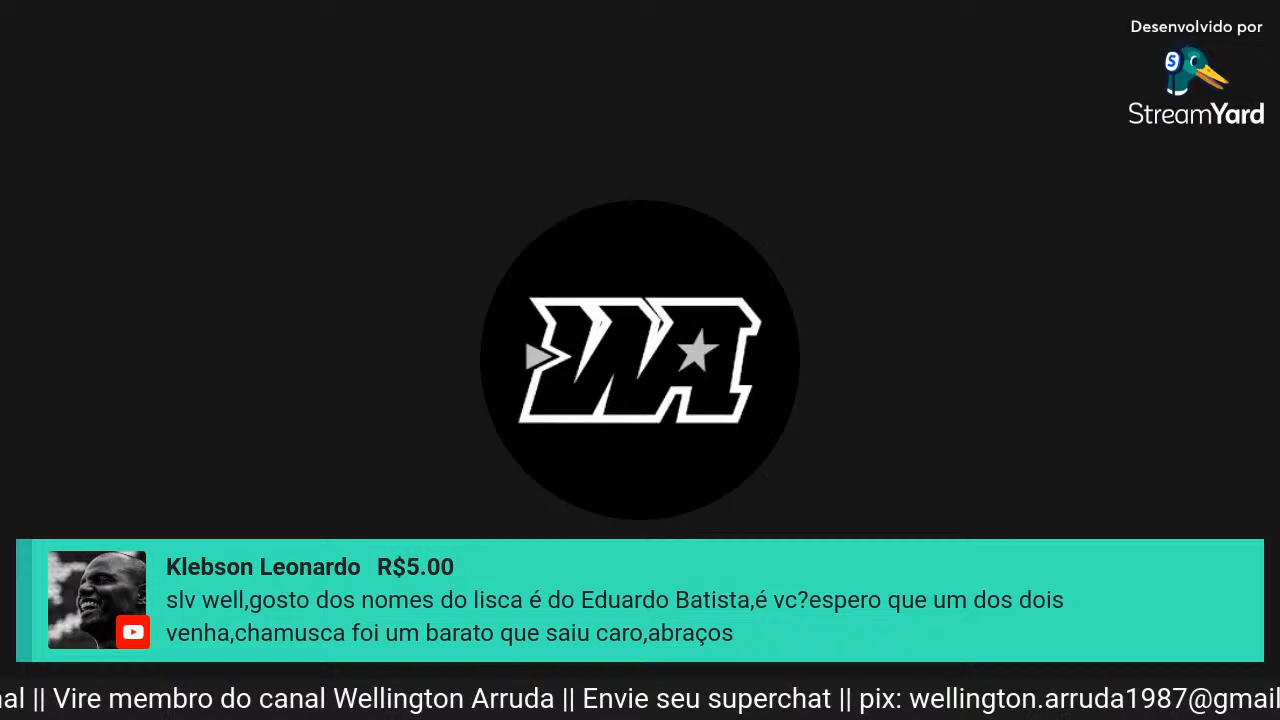 Desenvolvido por
StreamYard
WA
Klebson Leonardo R$5.00
slv well,gosto dos nomes do lisca é do Eduardo Batista,é vc?espero que um dos dois
venha,chamusca foi um barato que saiu caro,abraços
nal || Vire membro do canal Wellington Arruda || Envie seu superchat || pix: wellington.arruda1987@gmail